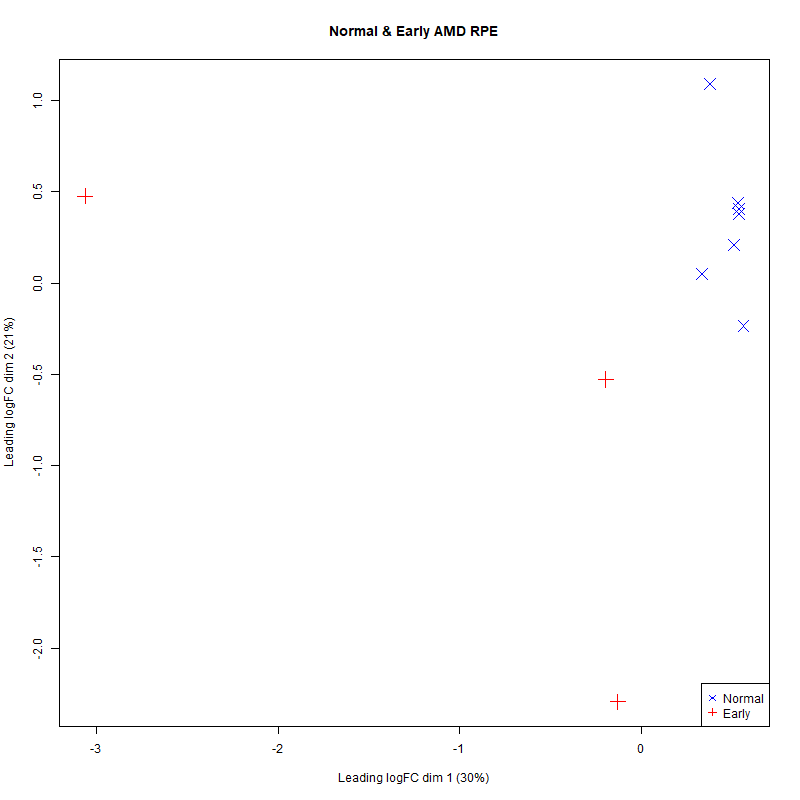 Normal & Early AMD RPE
Leading logFC dim 2 (21%)
1.0
0.5
0.0
-0.5
-1.0
-1.5
-2.0
-3
-2
-1
0
Leading logFC dim 1 (30%)
Normal
Early